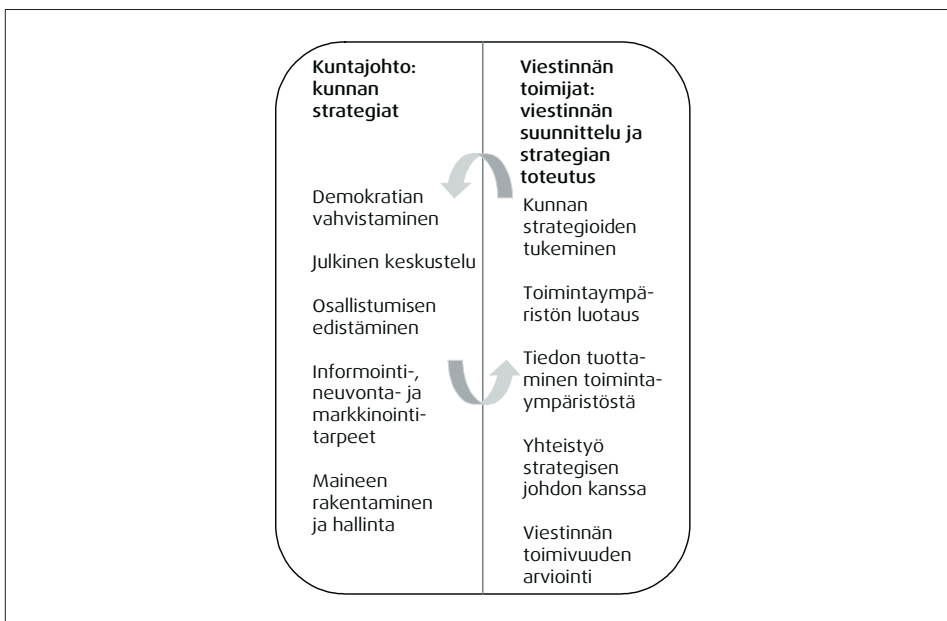 Kuntajohto:
kunnan
strategiat
Demokratian
vahvistaminen
Julkinen keskustelu
Osallistumisen
edistäminen
Informointi-,
neuvonta- ja
markkinointi-
tarpeet
Maineen
rakentaminen
ja hallinta
Viestinnän
toimijat:
viestinnän
suunnittelu ja
strategian
toteutus
Kunnan
strategioiden
tukeminen
Toimintaympä-
ristön luotaus
Tiedon tuotta-
minen toiminta-
ympäristöstä
Yhteistyö
strategisen
johdon kanssa
Viestinnän
toimivuuden
arviointi